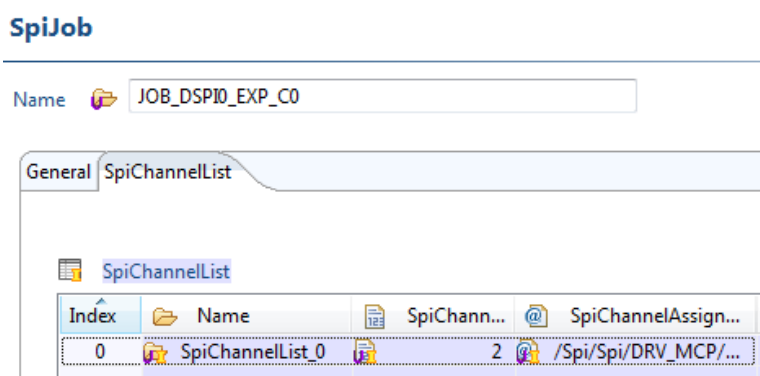 SpiJob
Name JOB_DSPI0_EXP_C0
General SpiChannelList
SpiChannelList
Index Name SpiChann... SpiChannelAssign...
0 SpiChannelList_0 2 /Spi/Spi/DRV_MCP/...